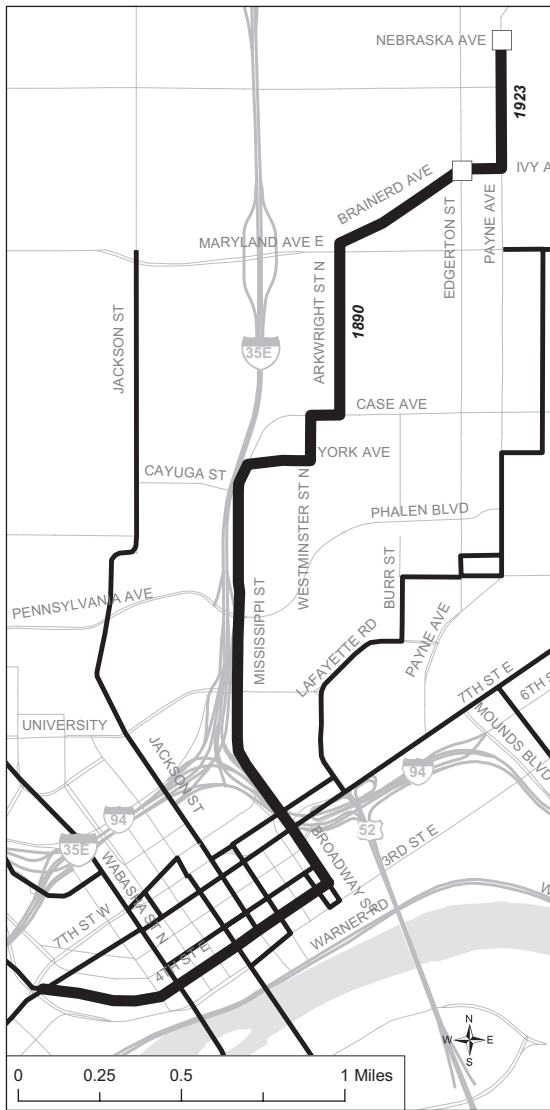 NEBRASKA AVE
1923
IVY A
BRAINERD AVE
EDGERTON ST
PAYNE AVE
MARYLAND AVE E
ARKWRIGHT ST N
1890
JACKSON ST
35E
CASE AVE
YORK AVE
CAYUGA ST
WESTMINSTER ST N
PHALEN BLVD
BURR ST
PENNSYLVANIA AVE
MISSISSIPPI ST
LAFAYETTE RD
PAYNE AVE
7TH ST E
6TH S
MOUNDS BLVD
UNIVERSITY
JACKSON ST
94
94
52
35E
BROADWAY S
3RD ST E
WABASHA ST N
7TH ST W
4TH ST E
WARNER RD
W
N
W E
S
0 0.25 0.5 1 Miles